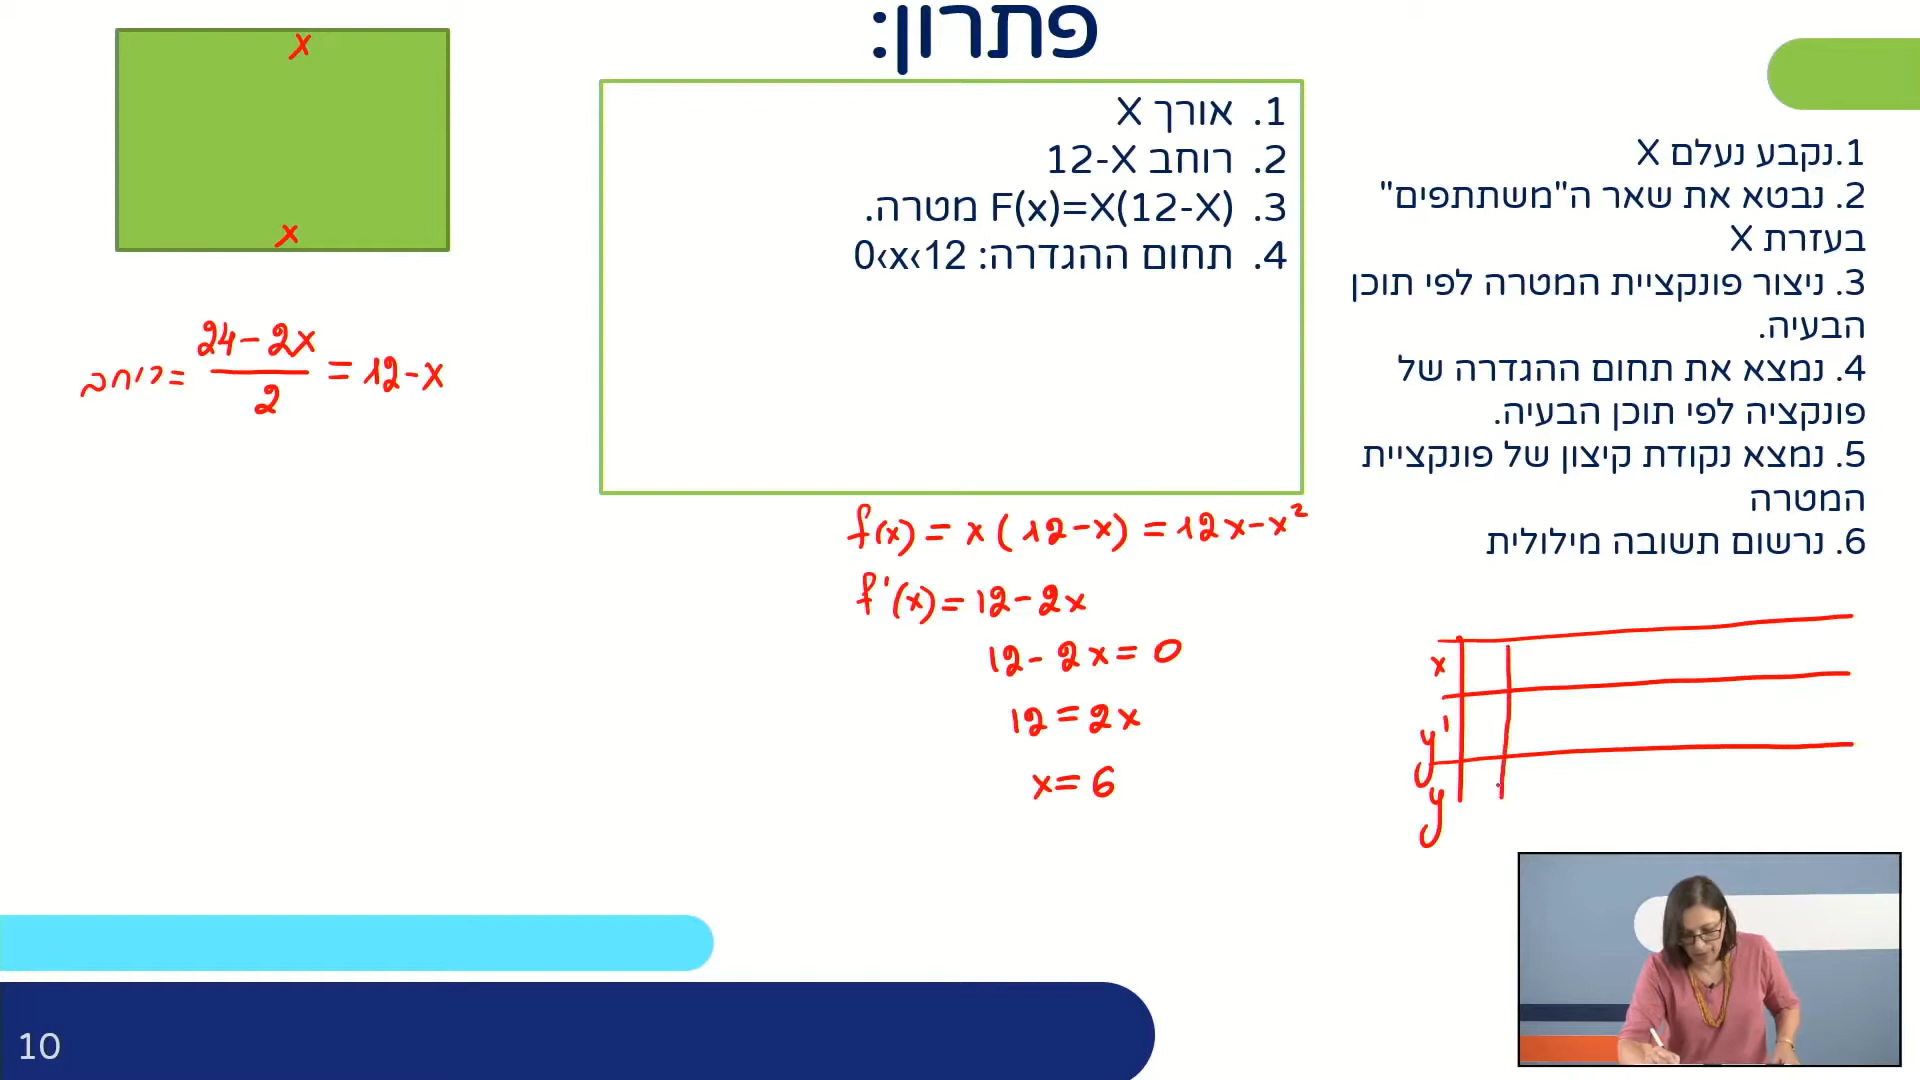 פתרון:
1. אורך X
2. רוחב 12-X
3. F(x)=X(12-X) מטרה.
4. תחום ההגדרה: 0‹x‹12
1.נקבע נעלם X
2. נבטא את שאר ה"משתתפים"
בעזרת X
3. ניצור פונקציית המטרה לפי תוכן
הבעיה.
4. נמצא את תחום ההגדרה של
פונקציה לפי תוכן הבעיה.
5. נמצא נקודת קיצון של פונקציית
המטרה
6. נרשום תשובה מילולית
x
x
רוחב = (24-2x)/2 = 12-x
f(x) = x(12-x) = 12x-x²
f'(x) = 12-2x
12-2x=0
12=2x
x=6
x
y'
y
10